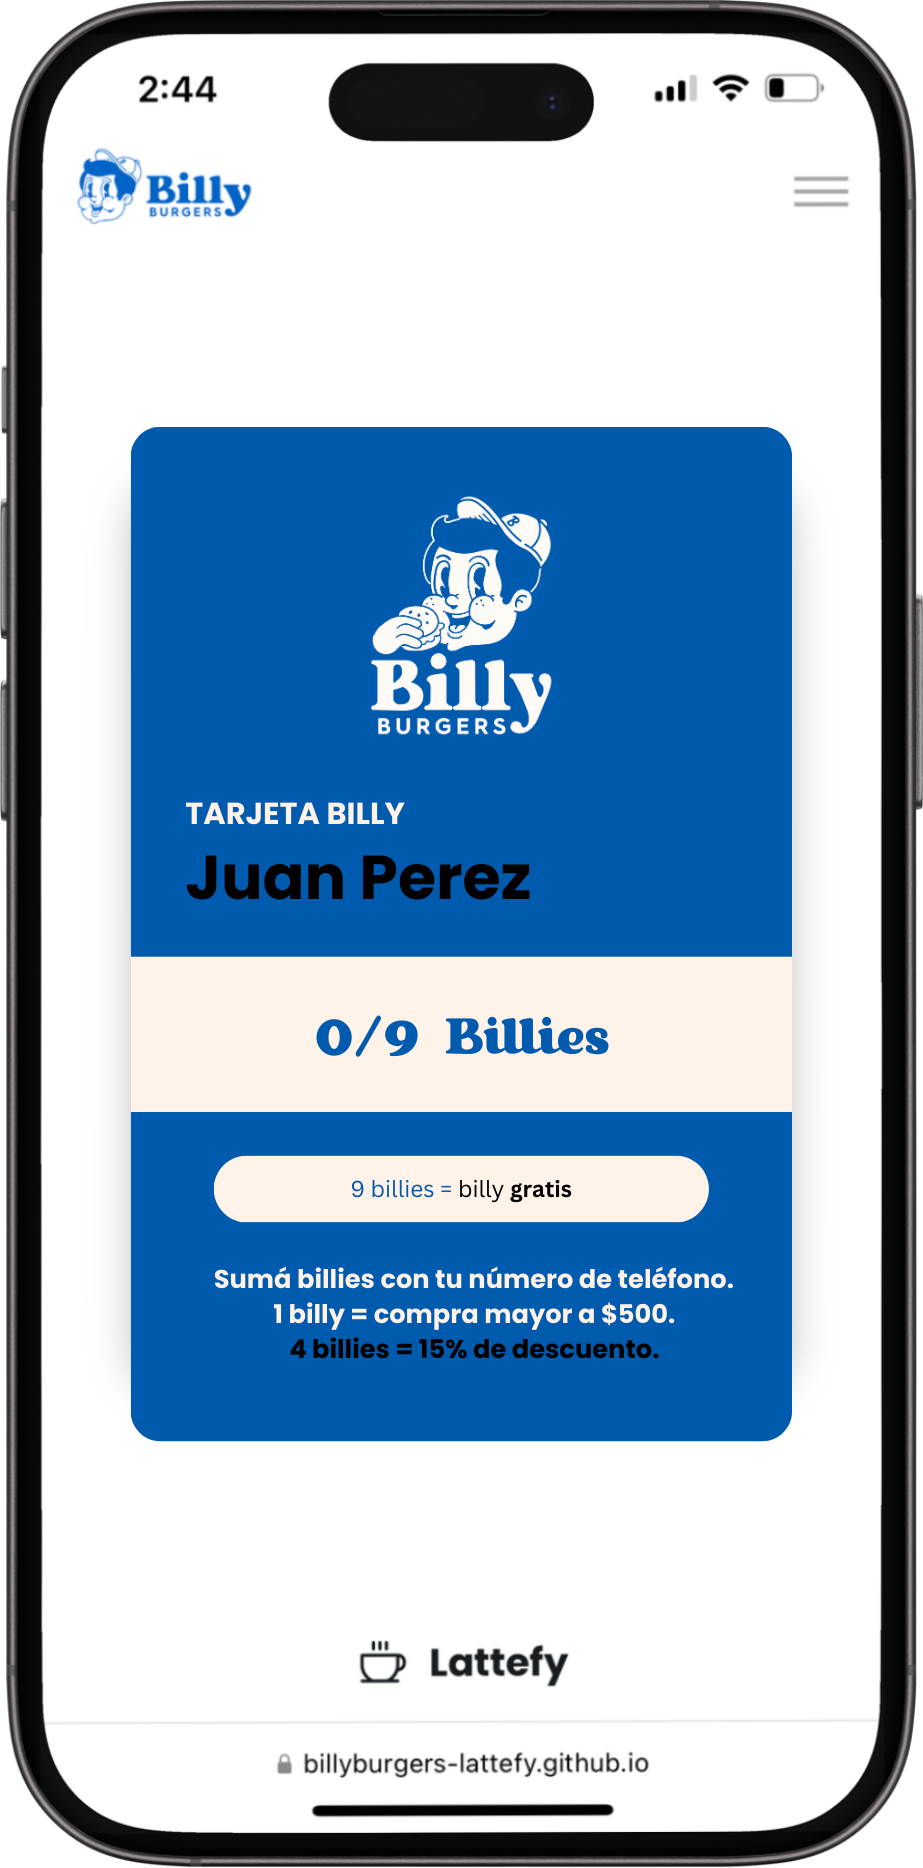 2:44
Billy
BURGERS
B
Billy
BURGERS
TARJETA BILLY
Juan Perez
0/9 Billies
9 billies = billy gratis
Sumá billies con tu número de teléfono.
1 billy = compra mayor a $500.
4 billies = 15% de descuento.
Lattefy
billyburgers-lattefy.github.io